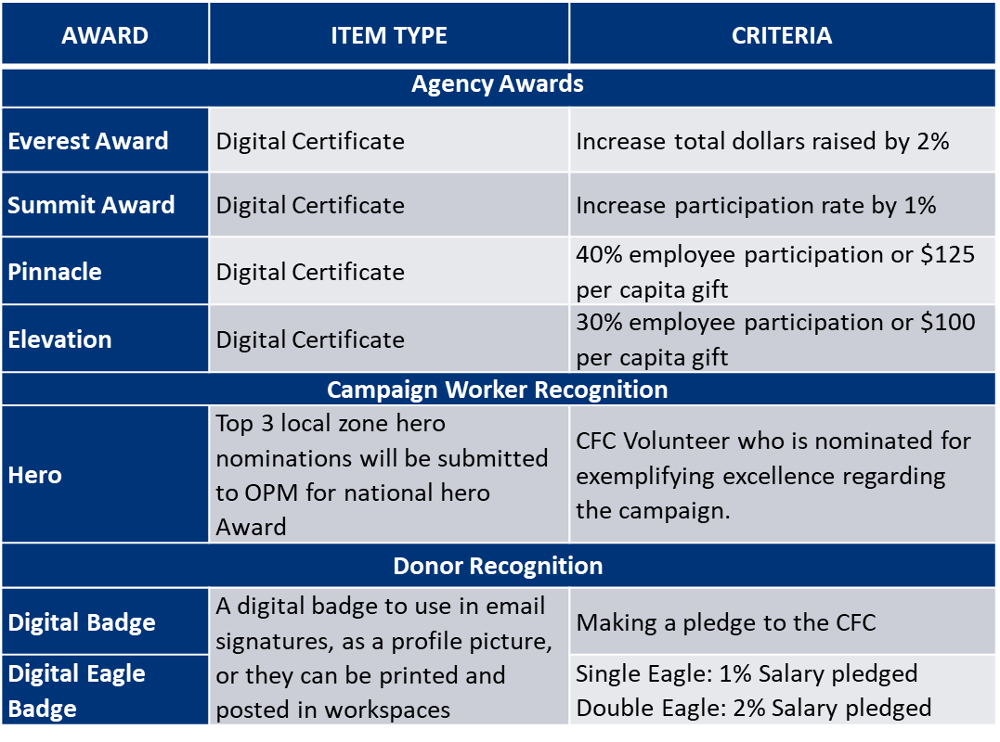 AWARD
ITEM TYPE
CRITERIA
Agency Awards
Everest Award
Digital Certificate
Increase total dollars raised by 2%
Summit Award
Digital Certificate
Increase participation rate by 1%
Pinnacle
Digital Certificate
40% employee participation or $125
per capita gift
Elevation
Digital Certificate
30% employee participation or $100
per capita gift
Campaign Worker Recognition
Hero
Top 3 local zone hero
nominations will be submitted
to OPM for national hero
Award
CFC Volunteer who is nominated for
exemplifying excellence regarding
the campaign.
Donor Recognition
Digital Badge
A digital badge to use in email
signatures, as a profile picture,
or they can be printed and
posted in workspaces
Making a pledge to the CFC
Digital Eagle
Badge
Single Eagle: 1% Salary pledged
Double Eagle: 2% Salary pledged